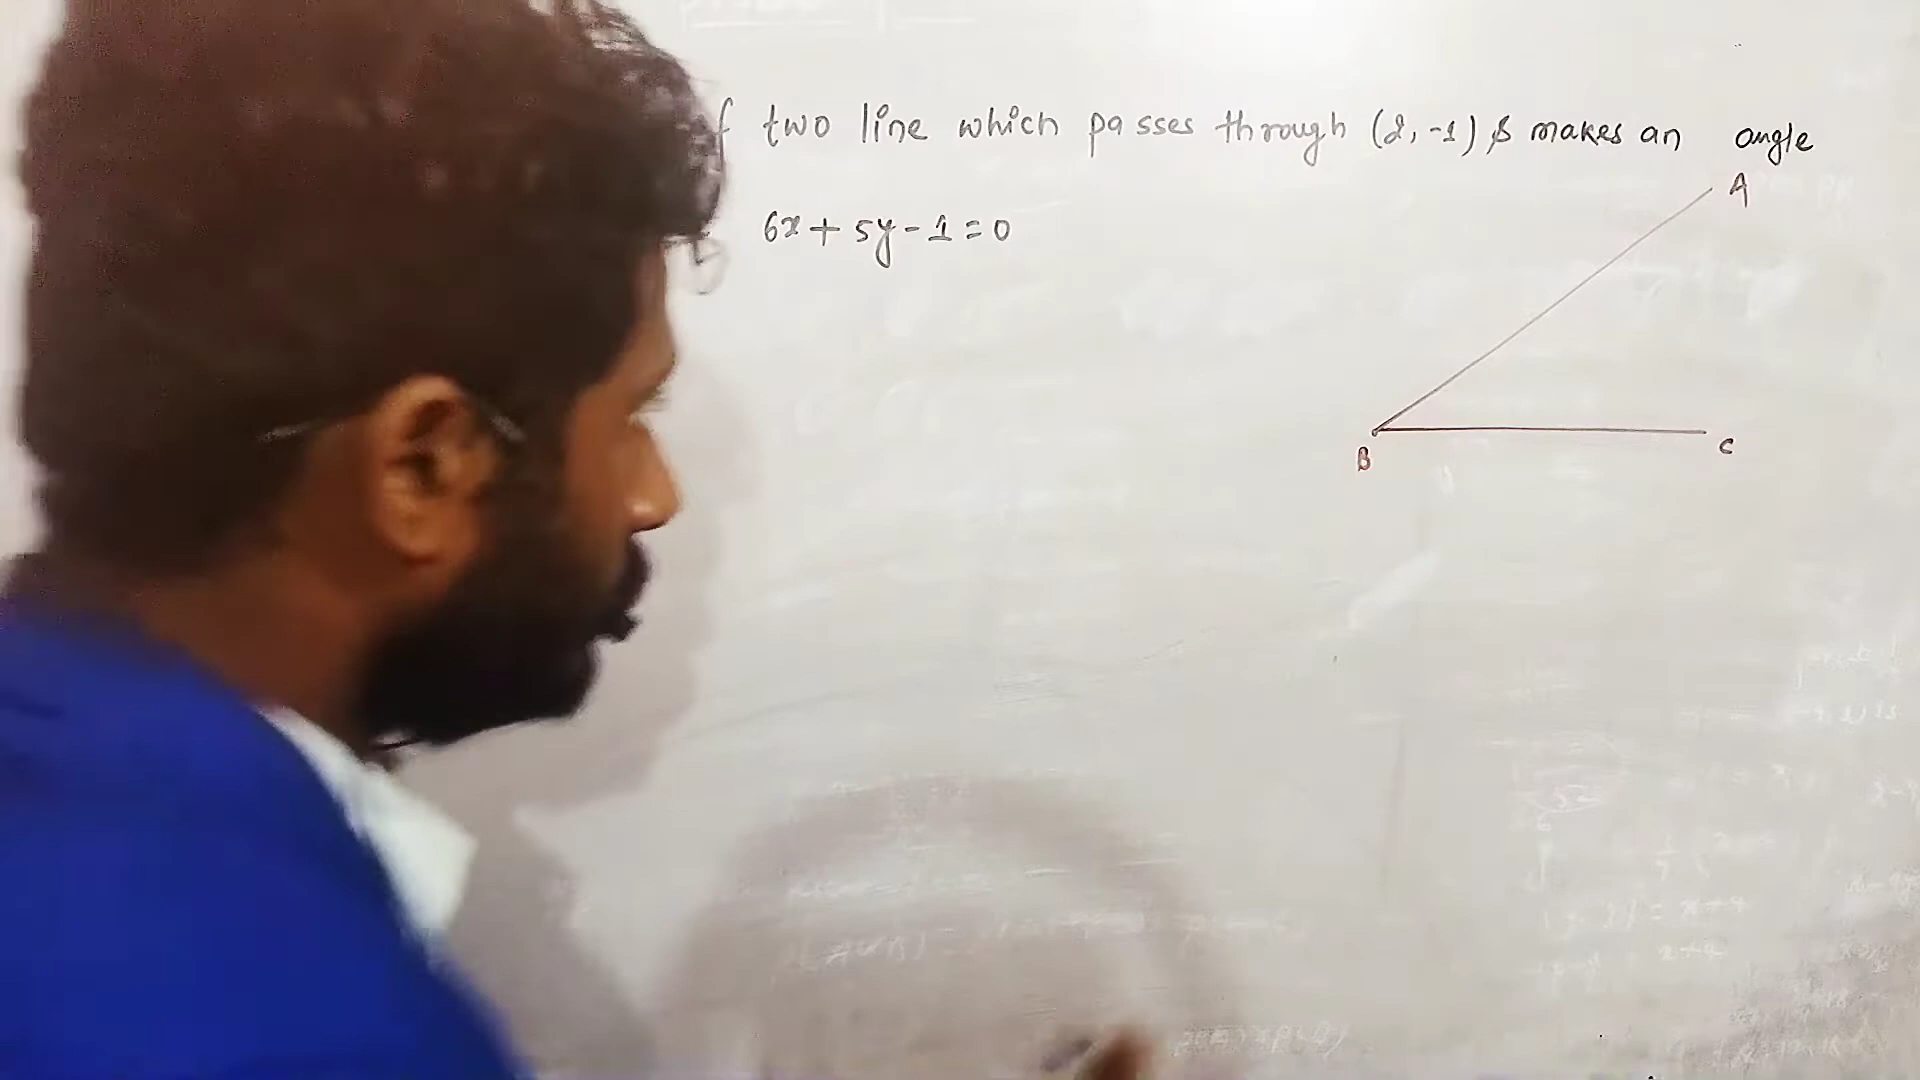 f two line which passes through (2, -1) & makes an angle
6x + 5y - 1 = 0
A
B
C